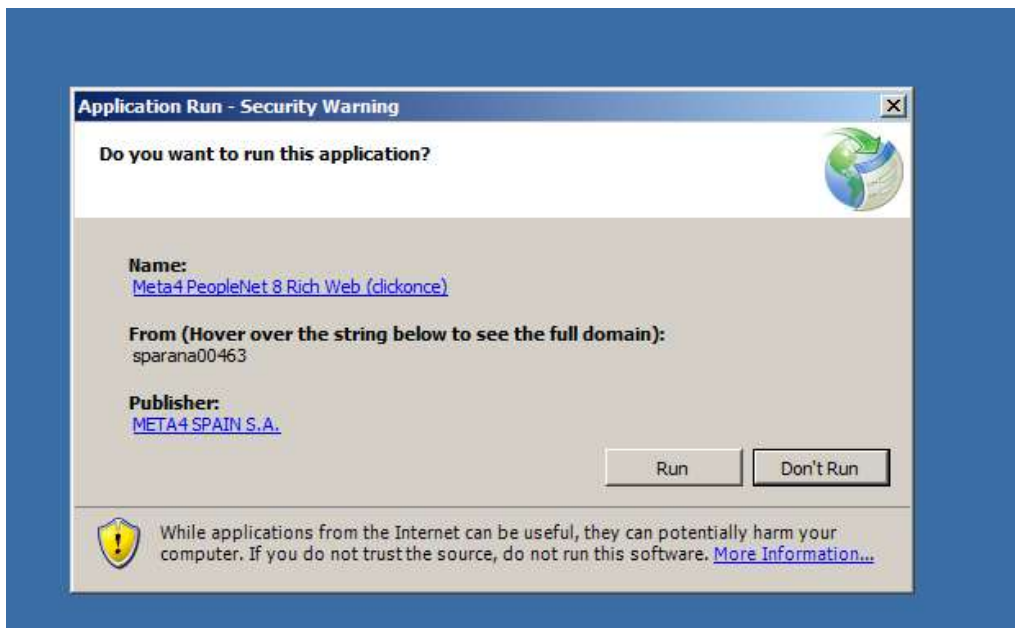 Application Run - Security Warning
Do you want to run this application?
Name:
Meta4 PeopleNet 8 Rich Web (clickonce)
From (Hover over the string below to see the full domain):
sparana00463
Publisher:
META4 SPAIN S.A.
Run
Don't Run
While applications from the Internet can be useful, they can potentially harm your
computer. If you do not trust the source, do not run this software. More Information...